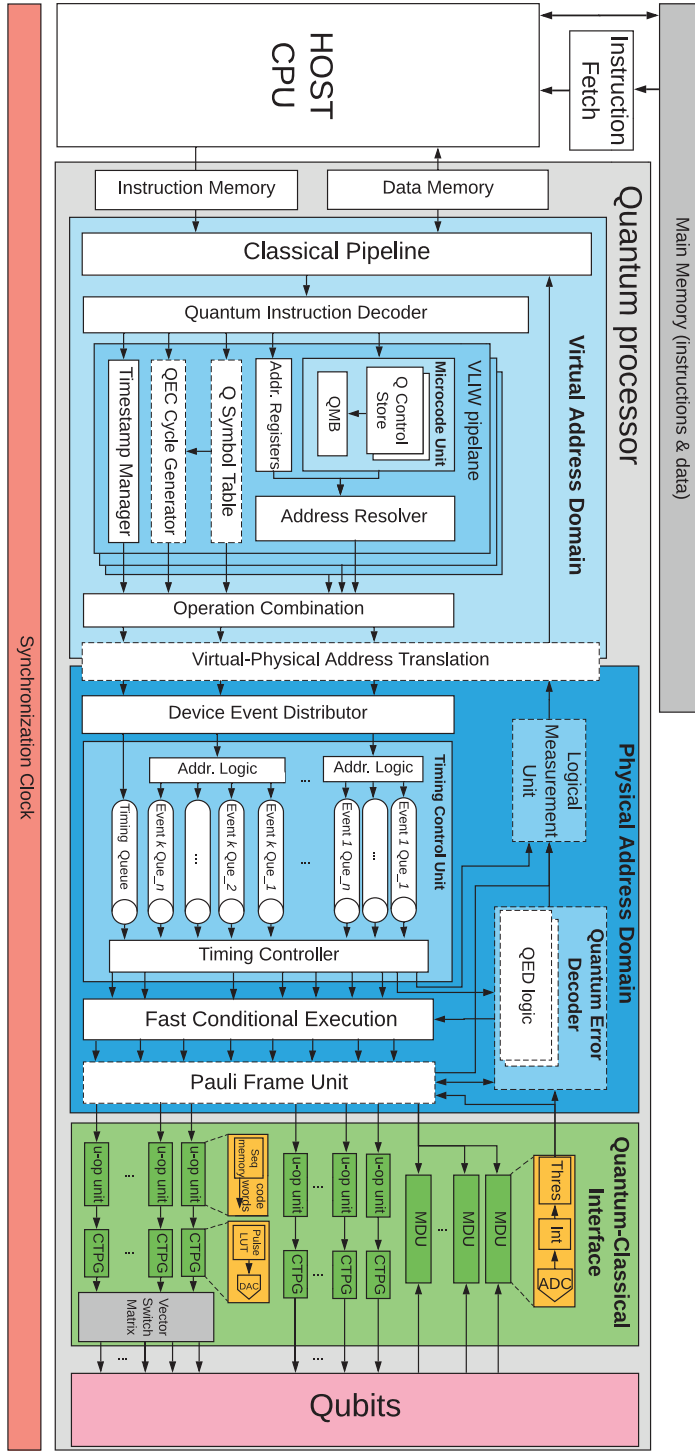 HOST
CPU
Instruction
Fetch
Main Memory (instructions & data)
Synchronization Clock
Quantum processor
Instruction Memory
Data Memory
Virtual Address Domain
Classical Pipeline
Quantum Instruction Decoder
VLIW pipelane
Timestamp Manager
QEC Cycle Generator
Q Symbol Table
Addr. Registers
Microcode Unit
Q Control
Store
QMB
Address Resolver
Operation Combination
Virtual-Physical Address Translation
Physical Address Domain
Device Event Distributor
Timing Control Unit
Addr. Logic
...
Addr. Logic
Timing Queue
Event k Que_n
...
Event k Que_2
Event k Que_1
...
Event 1 Que_n
...
Event 1 Que_1
Timing Controller
Logical
Measurement
Unit
Quantum Error
Decoder
QED logic
Fast Conditional Execution
Pauli Frame Unit
Quantum-Classical
Interface
u-op unit
...
u-op unit
u-op unit
Seq
memory
code
words
u-op unit
...
u-op unit
u-op unit
CTPG
...
CTPG
CTPG
Pulse
LUT
DAC
CTPG
...
CTPG
CTPG
MDU
...
MDU
MDU
Thres
Int
ADC
Vector
Switch
Matrix
...
...
Qubits